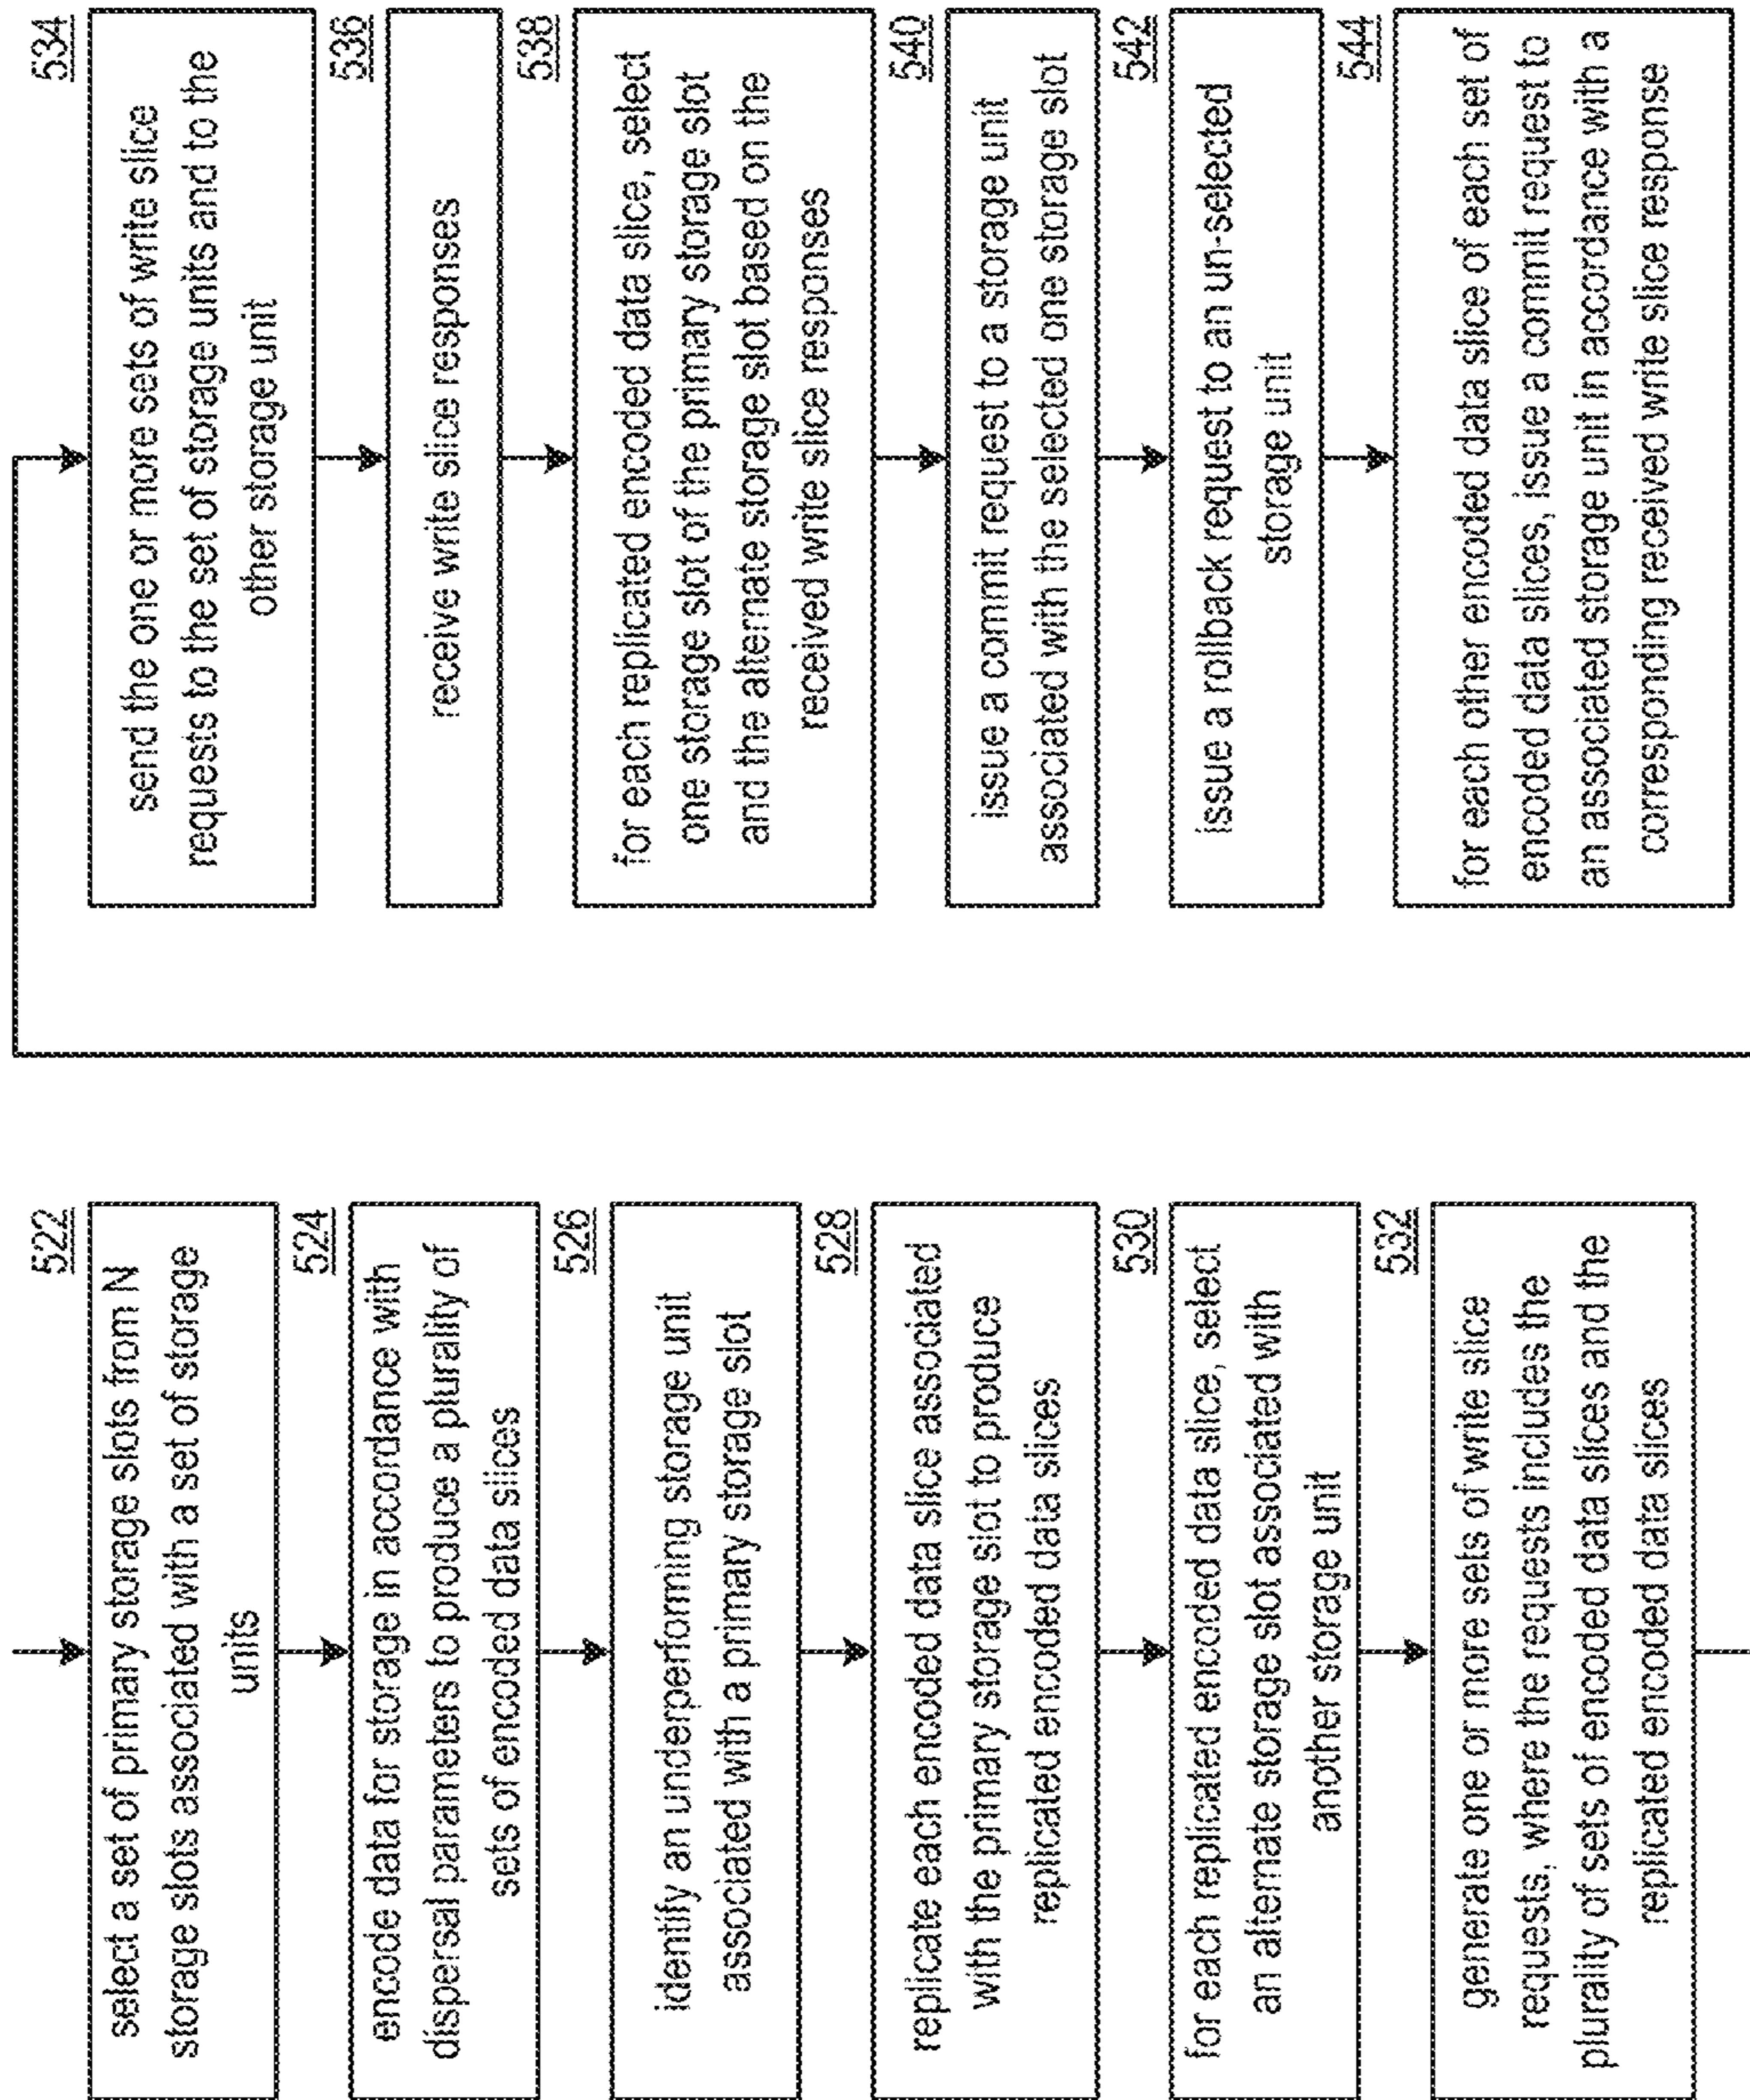 522
select a set of primary storage slots from N
storage slots associated with a set of storage
units
524
encode data for storage in accordance with
dispersal parameters to produce a plurality of
sets of encoded data slices
526
identify an underperforming storage unit
associated with a primary storage slot
528
replicate each encoded data slice associated
with the primary storage slot to produce
replicated encoded data slices
530
for each replicated encoded data slice, select
an alternate storage slot associated with
another storage unit
532
generate one or more sets of write slice
requests, where the requests includes the
plurality of sets of encoded data slices and the
replicated encoded data slices
534
send the one or more sets of write slice
requests to the set of storage units and to the
other storage unit
536
receive write slice responses
538
for each replicated encoded data slice, select
one storage slot of the primary storage slot
and the alternate storage slot based on the
received write slice responses
540
issue a commit request to a storage unit
associated with the selected one storage slot
542
issue a rollback request to an un-selected
storage unit
544
for each other encoded data slice of each set of
encoded data slices, issue a commit request to
an associated storage unit in accordance with a
corresponding received write slice response